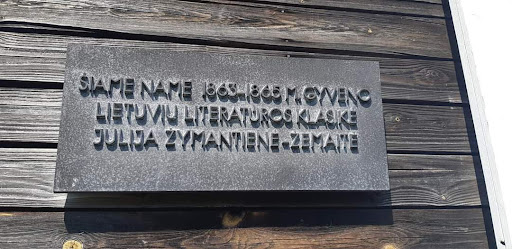 ŠIAME NAME 1863-1865 M. GYVENO
LIETUVIŲ LITERATŪROS KLASIKĖ
JULIJA ŽYMANTIENĖ-ŽEMAITĖ